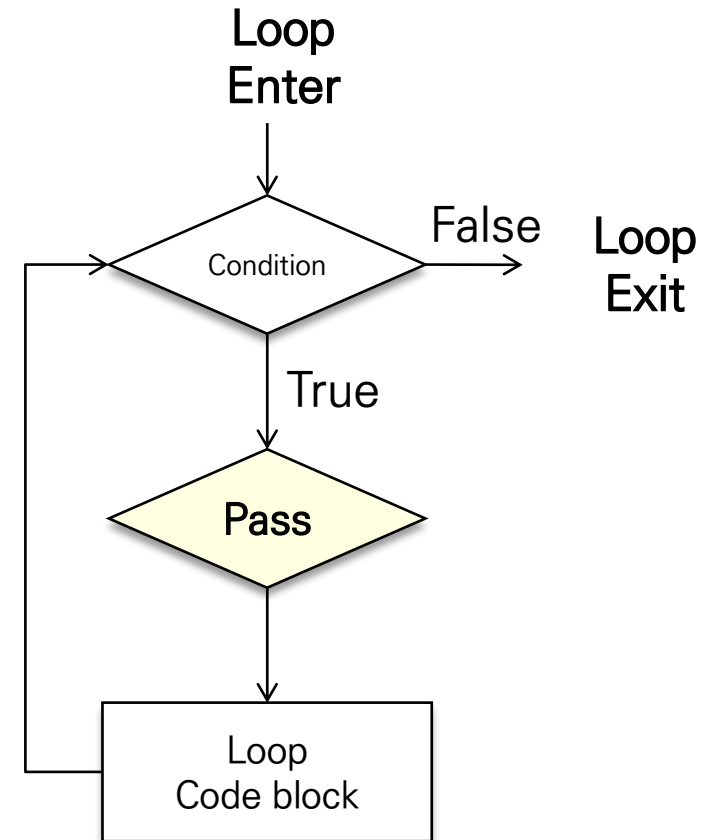 Loop
Enter
Condition
False
Loop
Exit
True
Pass
Loop
Code block